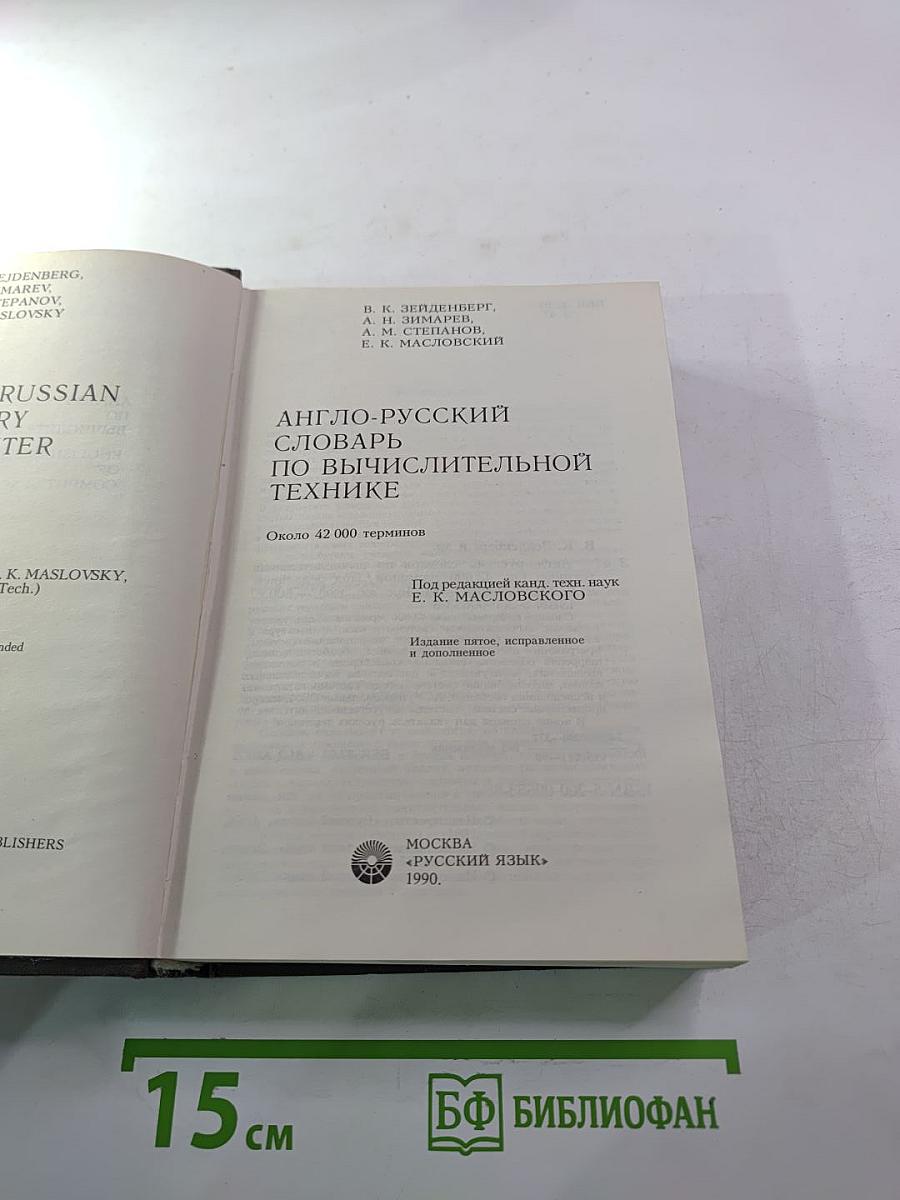 EJDENBERG,
MAREV,
TEPANOV,
SLOVSKY
RUSSIAN
RY
TER
. K. MASLOVSKY,
Tech.)
nded
BLISHERS
В. К. ЗЕЙДЕНБЕРГ,
А. Н. ЗИМАРЕВ,
А. М. СТЕПАНОВ,
Е. К. МАСЛОВСКИЙ
АНГЛО-РУССКИЙ
СЛОВАРЬ
ПО ВЫЧИСЛИТЕЛЬНОЙ
ТЕХНИКЕ
Около 42 000 терминов
Под редакцией канд. техн. наук
Е. К. МАСЛОВСКОГО
Издание пятое, исправленное
и дополненное
МОСКВА
«РУССКИЙ ЯЗЫК»
1990.
15 см
БФ БИБЛИОФАН